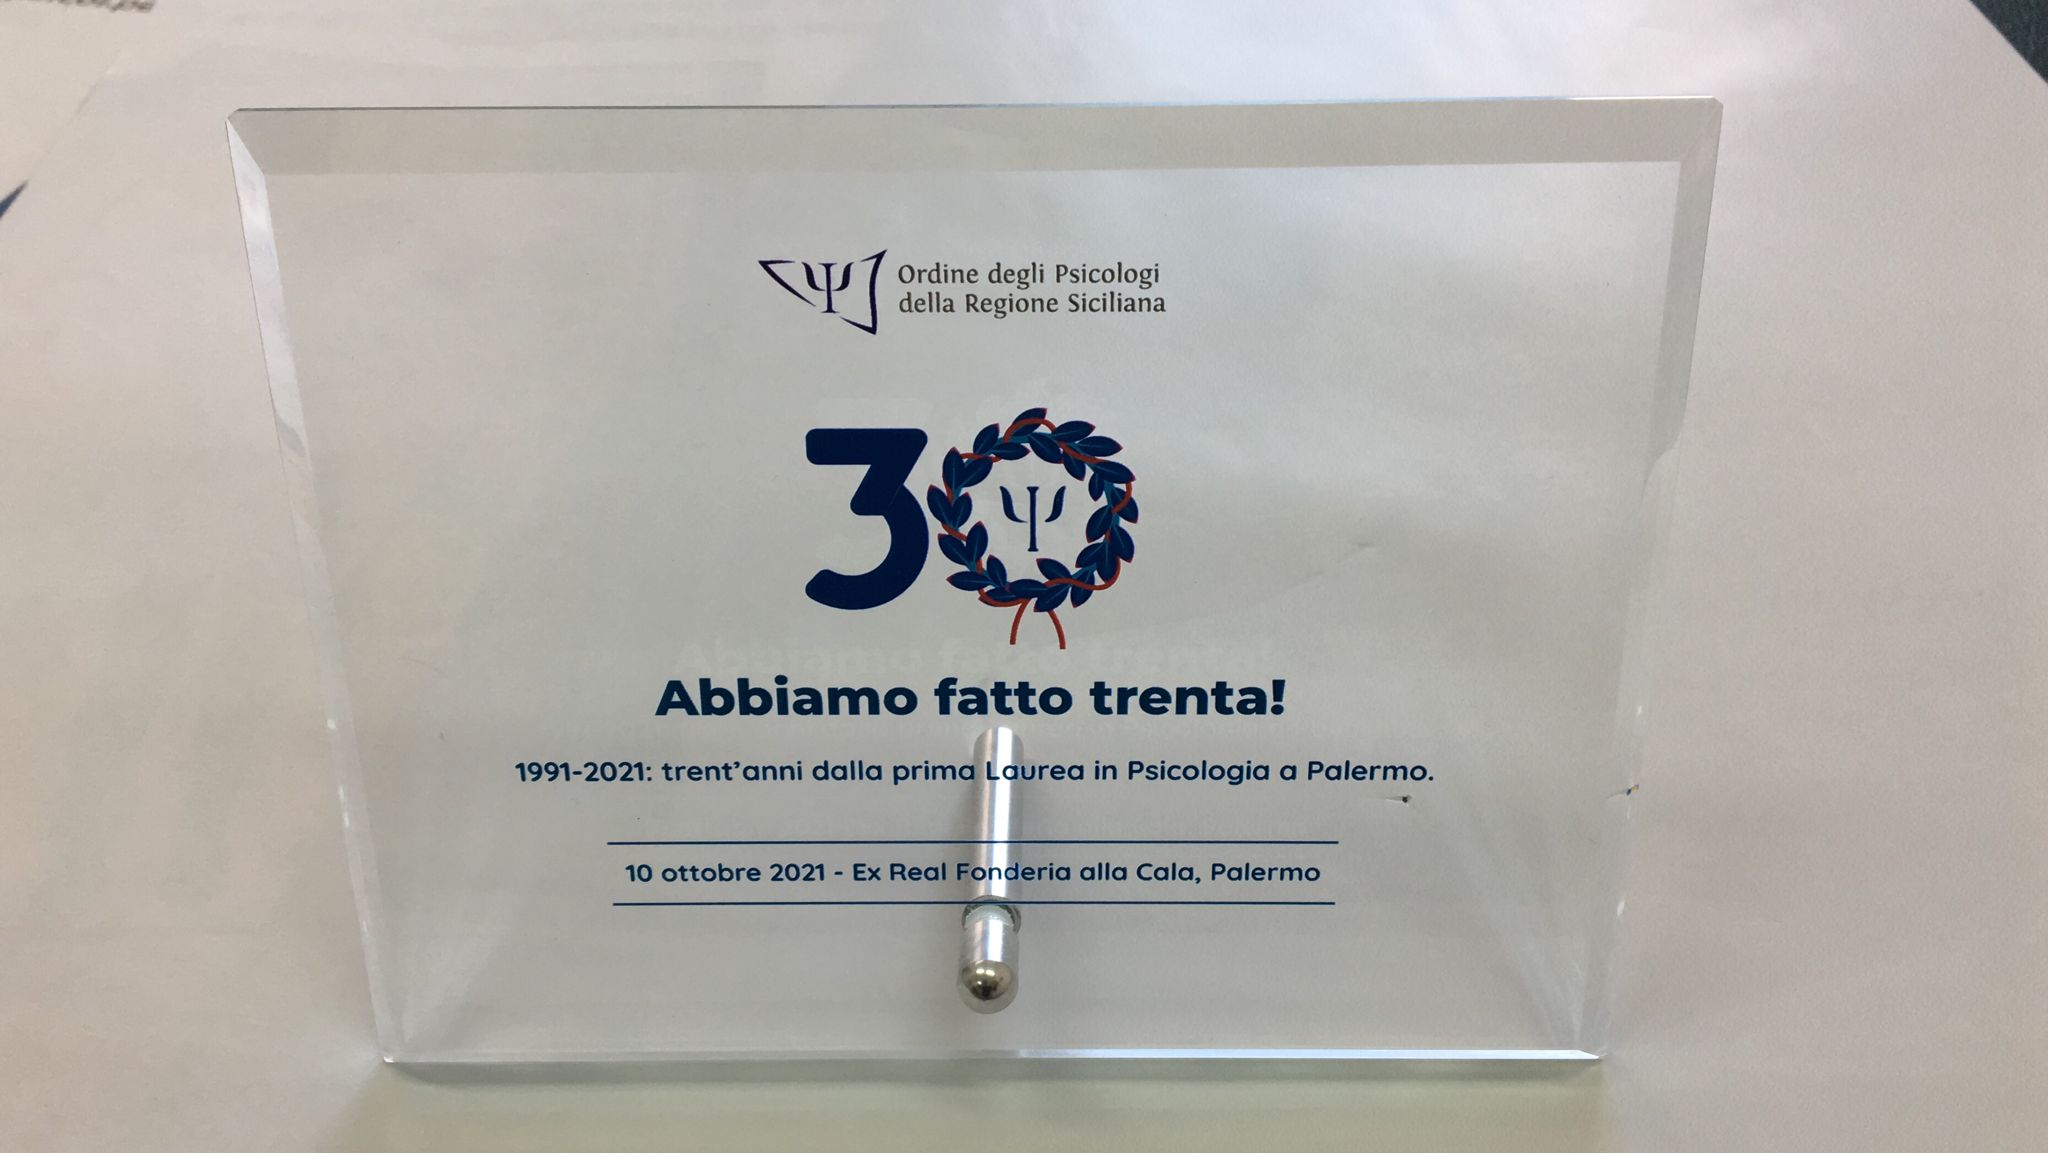 Ordine degli Psicologi
della Regione Siciliana
Ψ
30
Ψ
Abbiamo fatto trenta!
1991-2021: trent'anni dalla prima Laurea in Psicologia a Palermo.
10 ottobre 2021 - Ex Real Fonderia alla Cala, Palermo